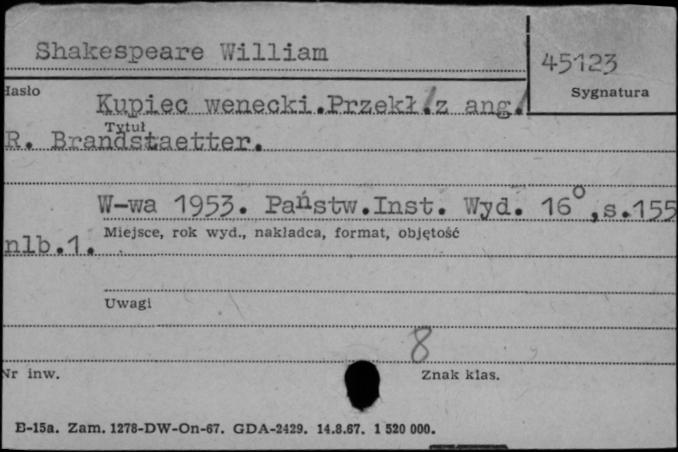 Shakespeare William
45123
Hasło
Sygnatura
Kupiec wenecki.Przekł./z ang./
Tytuł
R. Brandstaetter.
W-wa 1953. Państw.Inst. Wyd. 16°,s.155
Miejsce, rok wyd., nakładca, format, objętość
nlb.1.
Uwagi
8
Nr inw.
Znak klas.
B-15a. Zam. 1278-DW-On-67. GDA-2429. 14.8.67. 1 520 000.